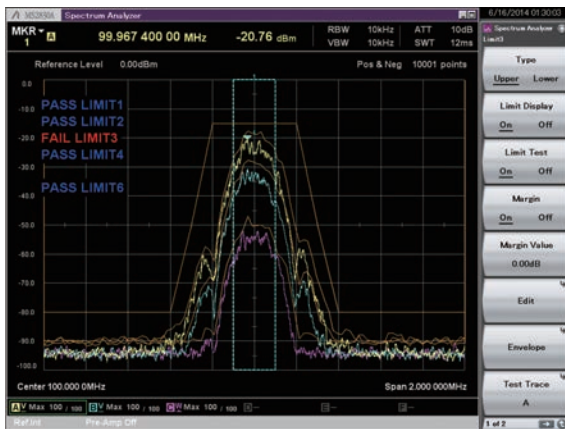 MS2830A Spectrum Analyzer
6/16/2014 01:30:03
MKR 1 A 99.967 400 00 MHz -20.76 dBm
RBW 10kHz ATT 10dB
VBW 10kHz SWT 12ms
Reference Level 0.00dBm Pos & Neg 10001 points
0.0
-10.0
-20.0
-30.0
-40.0
-50.0
-60.0
-70.0
-80.0
-90.0
-100.0
PASS LIMIT1
PASS LIMIT2
FAIL LIMIT3
PASS LIMIT4
PASS LIMIT6
Center 100.000 0MHz Span 2.000 000MHz
A V Max 100 / 100 B V Max 100 / 100 C W Max 100 / 100
Ref.Int Pre-Amp Off
Spectrum Analyzer
Limit3
Type
Upper Lower
Limit Display
On Off
Limit Test
On Off
Margin
On Off
Margin Value
0.00dB
Edit
Envelope
Test Trace
A
1 of 2